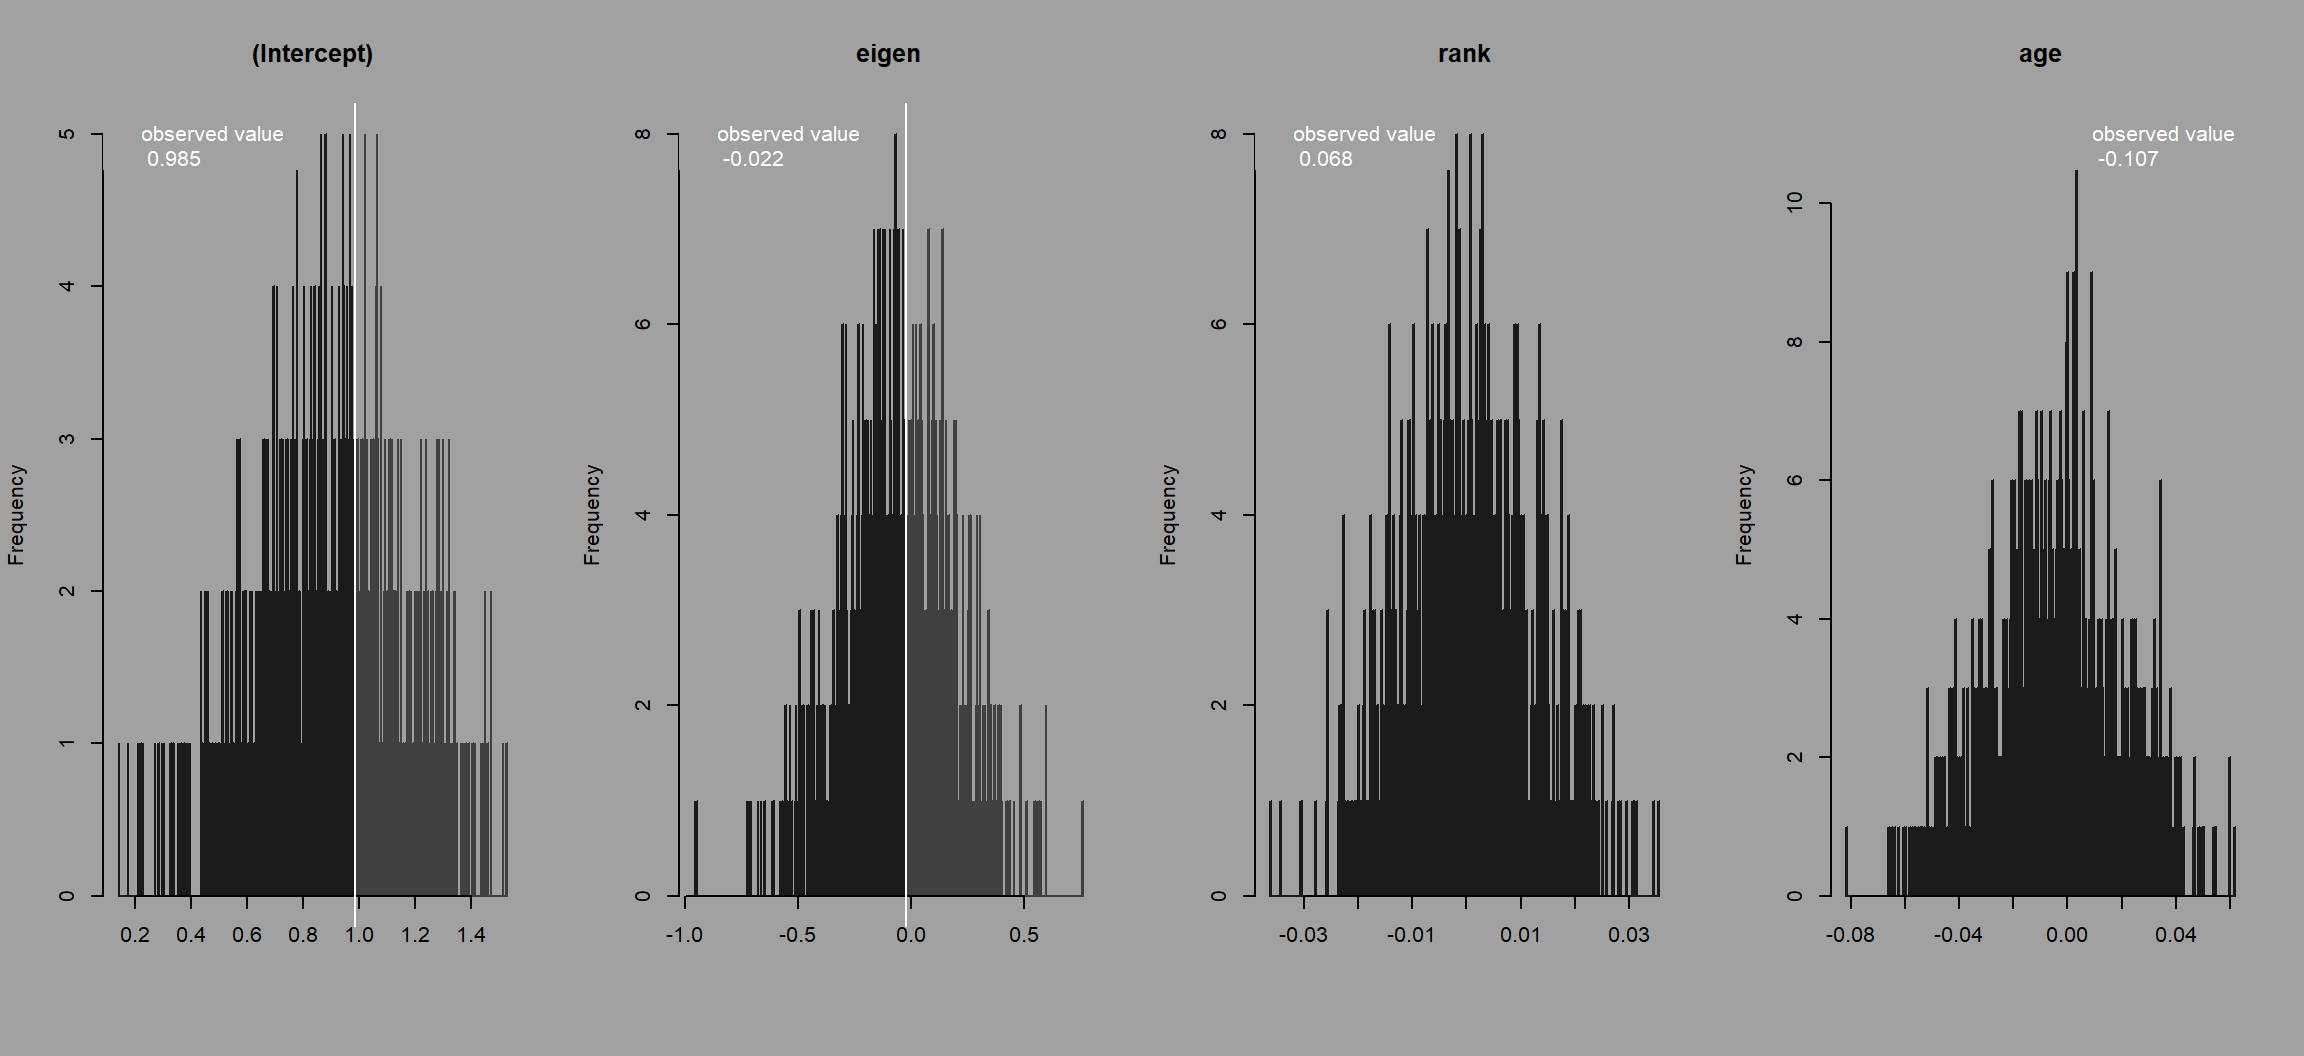 (Intercept)
observed value
0.985
Frequency
0 1 2 3 4 5
0.2 0.4 0.6 0.8 1.0 1.2 1.4
eigen
observed value
-0.022
Frequency
0 2 4 6 8
-1.0 -0.5 0.0 0.5
rank
observed value
0.068
Frequency
0 2 4 6 8
-0.03 -0.01 0.01 0.03
age
observed value
-0.107
Frequency
0 2 4 6 8 10
-0.08 -0.04 0.00 0.04